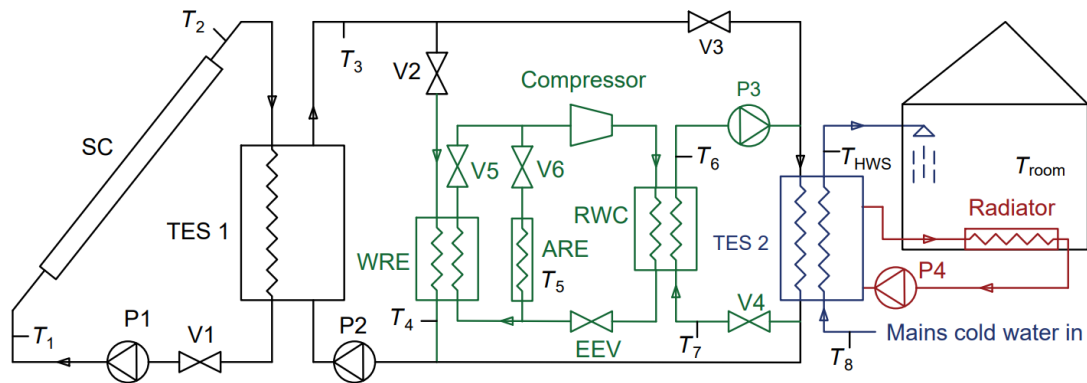 T2
T3
V3
V2
Compressor
P3
SC
V5
V6
T6
THWS
Troom
TES 1
RWC
Radiator
WRE
ARE
TES 2
T5
P4
T1
P1
V1
P2
T4
EEV
V4
T7
T8
Mains cold water in